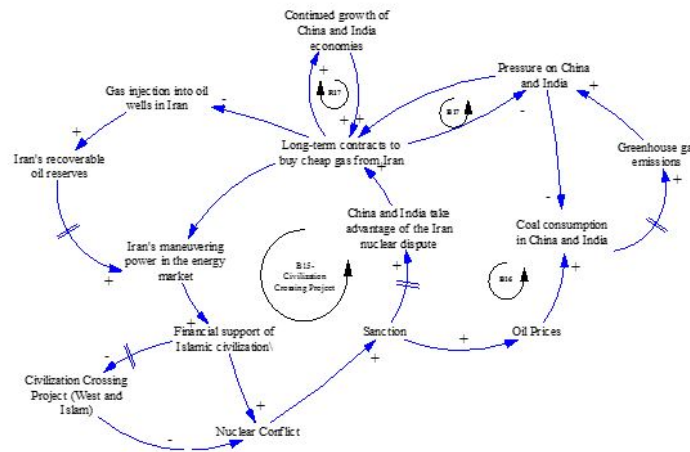 Continued growth of
China and India
economies
+
R17
Gas injection into oil
wells in Iran
-
+
Iran's recoverable
oil reserves
+
+
Long-term contracts to
buy cheap gas from Iran
+
Pressure on China
and India
B17
-
+
Greenhouse ga
emissions
+
-
Coal consumption
in China and India
+
China and India take
advantage of the Iran
nuclear dispute
+
Iran's maneuvering
power in the energy
market
+
B15-
Civilization
Crossing Project
B16
+
Financial support of
Islamic civilization\
-
Sanction
+
+
Oil Prices
Civilization Crossing
Project (West and
Islam)
+
-
Nuclear Conflict